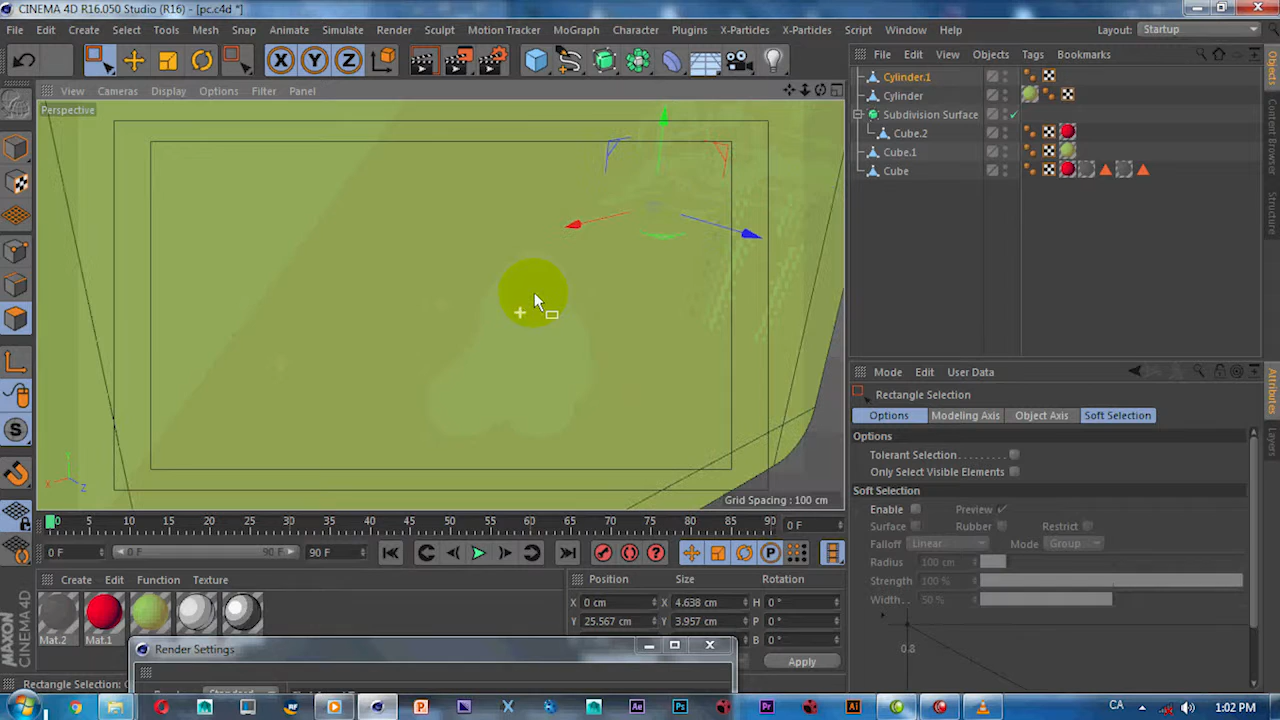 CINEMA 4D R16.050 Studio (R16) - [pc.c4d *]
File Edit Create Select Tools Mesh Snap Animate Simulate Render Sculpt Motion Tracker MoGraph Character Plugins X-Particles X-Particles Script Window Help Layout: Startup
X Y Z
File Edit View Objects Tags Bookmarks
View Cameras Display Options Filter Panel
Perspective
Cylinder.1
Cylinder
Subdivision Surface
Cube.2
Cube.1
Cube
Objects
Content Browser
Structure
Mode Edit User Data
Rectangle Selection
Options Modeling Axis Object Axis Soft Selection
Options
Tolerant Selection
Only Select Visible Elements
Soft Selection
Enable Preview
Surface Rubber Restrict
Falloff Linear Mode Group
Radius 100 cm
Strength 100 %
Width 50 %
0.8
Attributes
Layers
Y
X Z
Grid Spacing : 100 cm
0 5 10 15 20 25 30 35 40 45 50 55 60 65 70 75 80 85 90 0 F
0 F 0 F 90 F 90 F
Create Edit Function Texture
Mat.2 Mat.1
Position Size Rotation
X 0 cm X 4.638 cm H 0 °
Y 25.567 cm Y 3.957 cm P 0 °
B 0 °
Apply
MAXON
CINEMA 4D
Render Settings
Rectangle Selection:
CA 1:02 PM